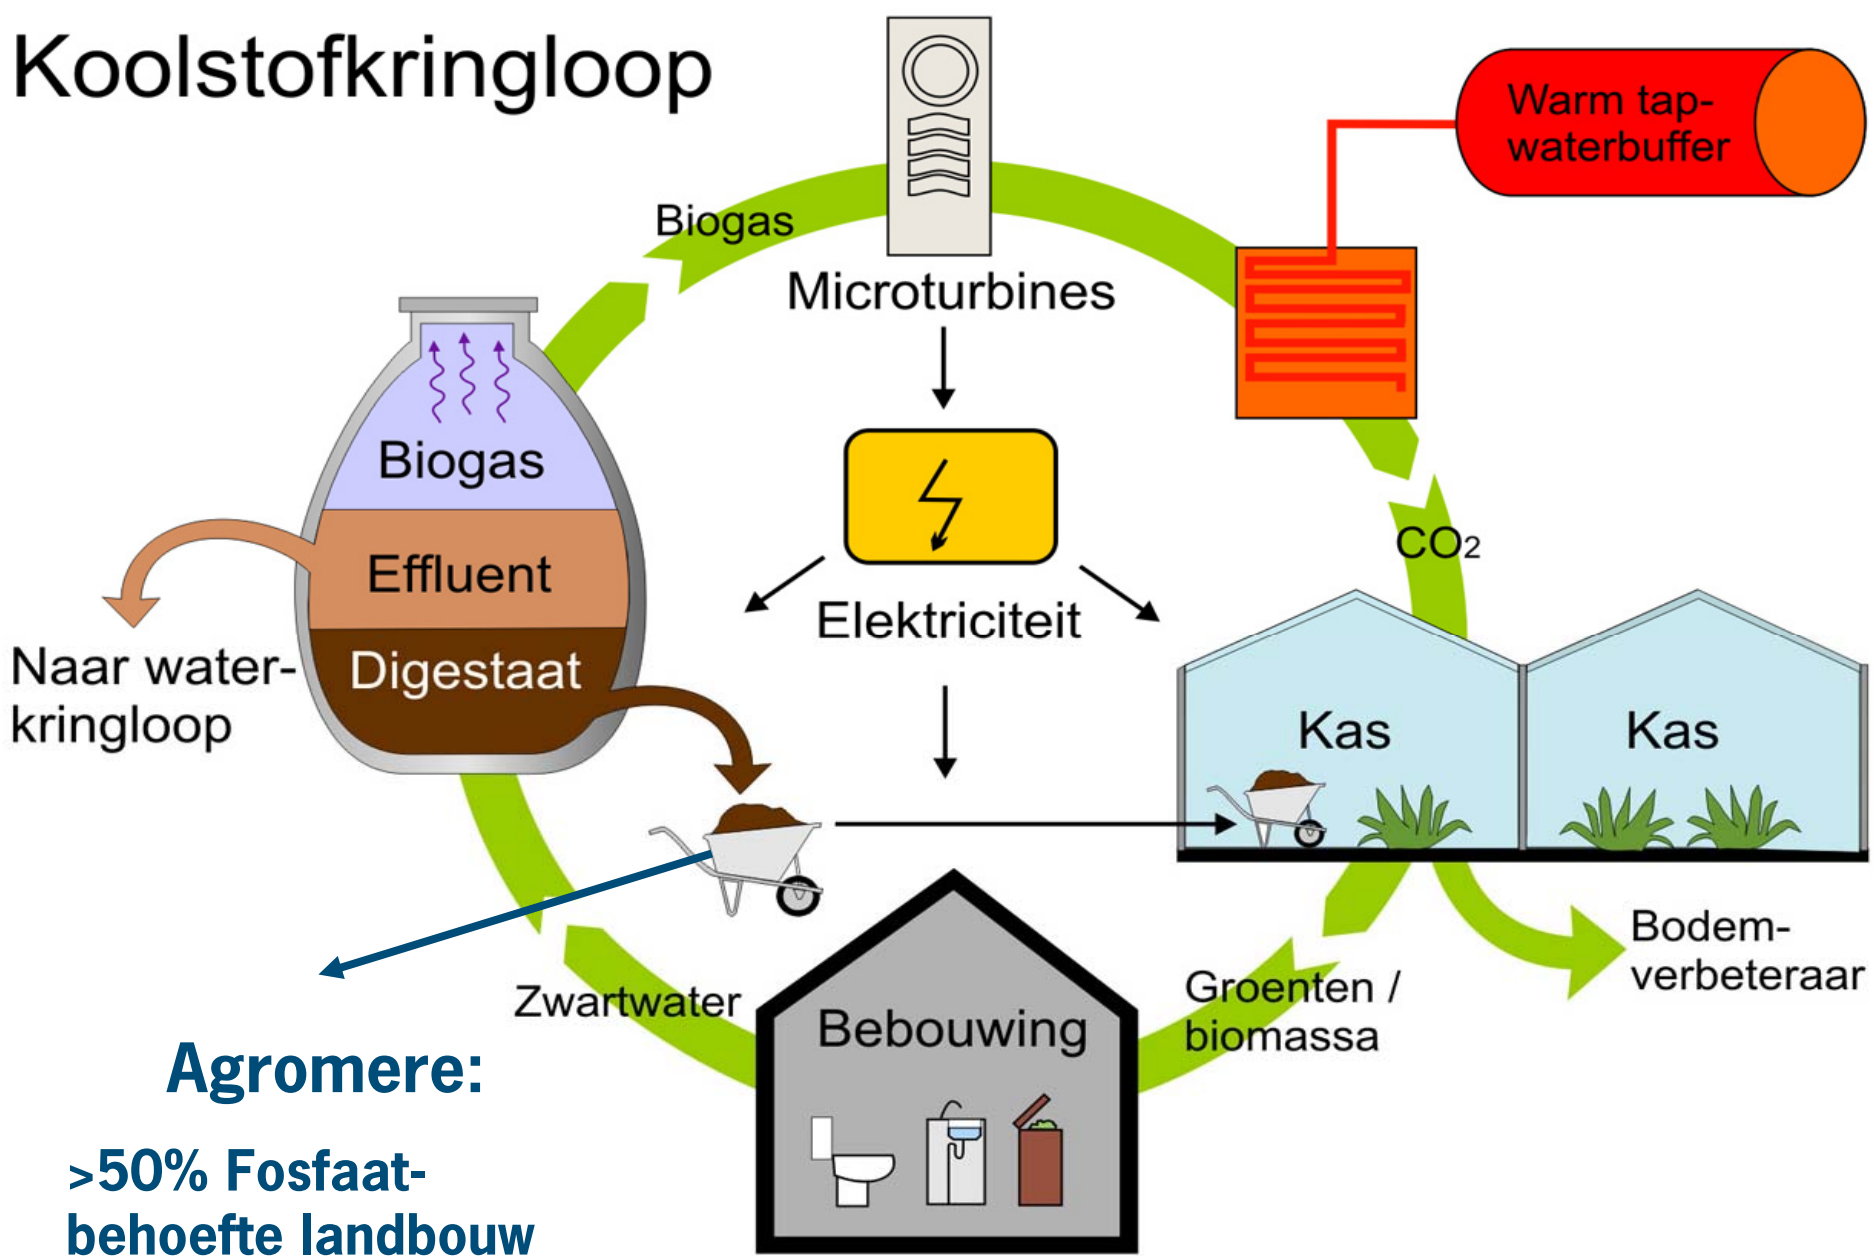 Koolstofkringloop
Warm tap-
waterbuffer
Biogas
Microturbines
Biogas
CO2
Effluent
Elektriciteit
Naar water-
kringloop
Digestaat
Kas
Kas
Bodem-
verbeteraar
Groenten /
biomassa
Zwartwater
Bebouwing
Agromere:
>50% Fosfaat-
behoefte landbouw